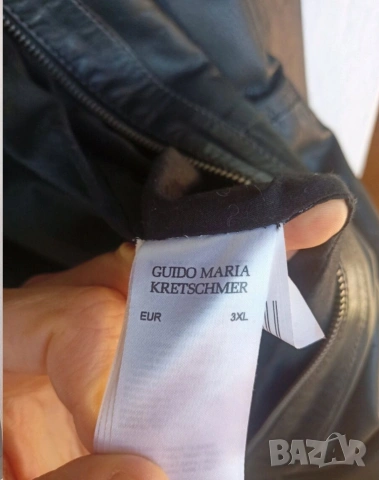 GUIDO MARIA
KRETSCHMER
EUR 3XL
BAZAR